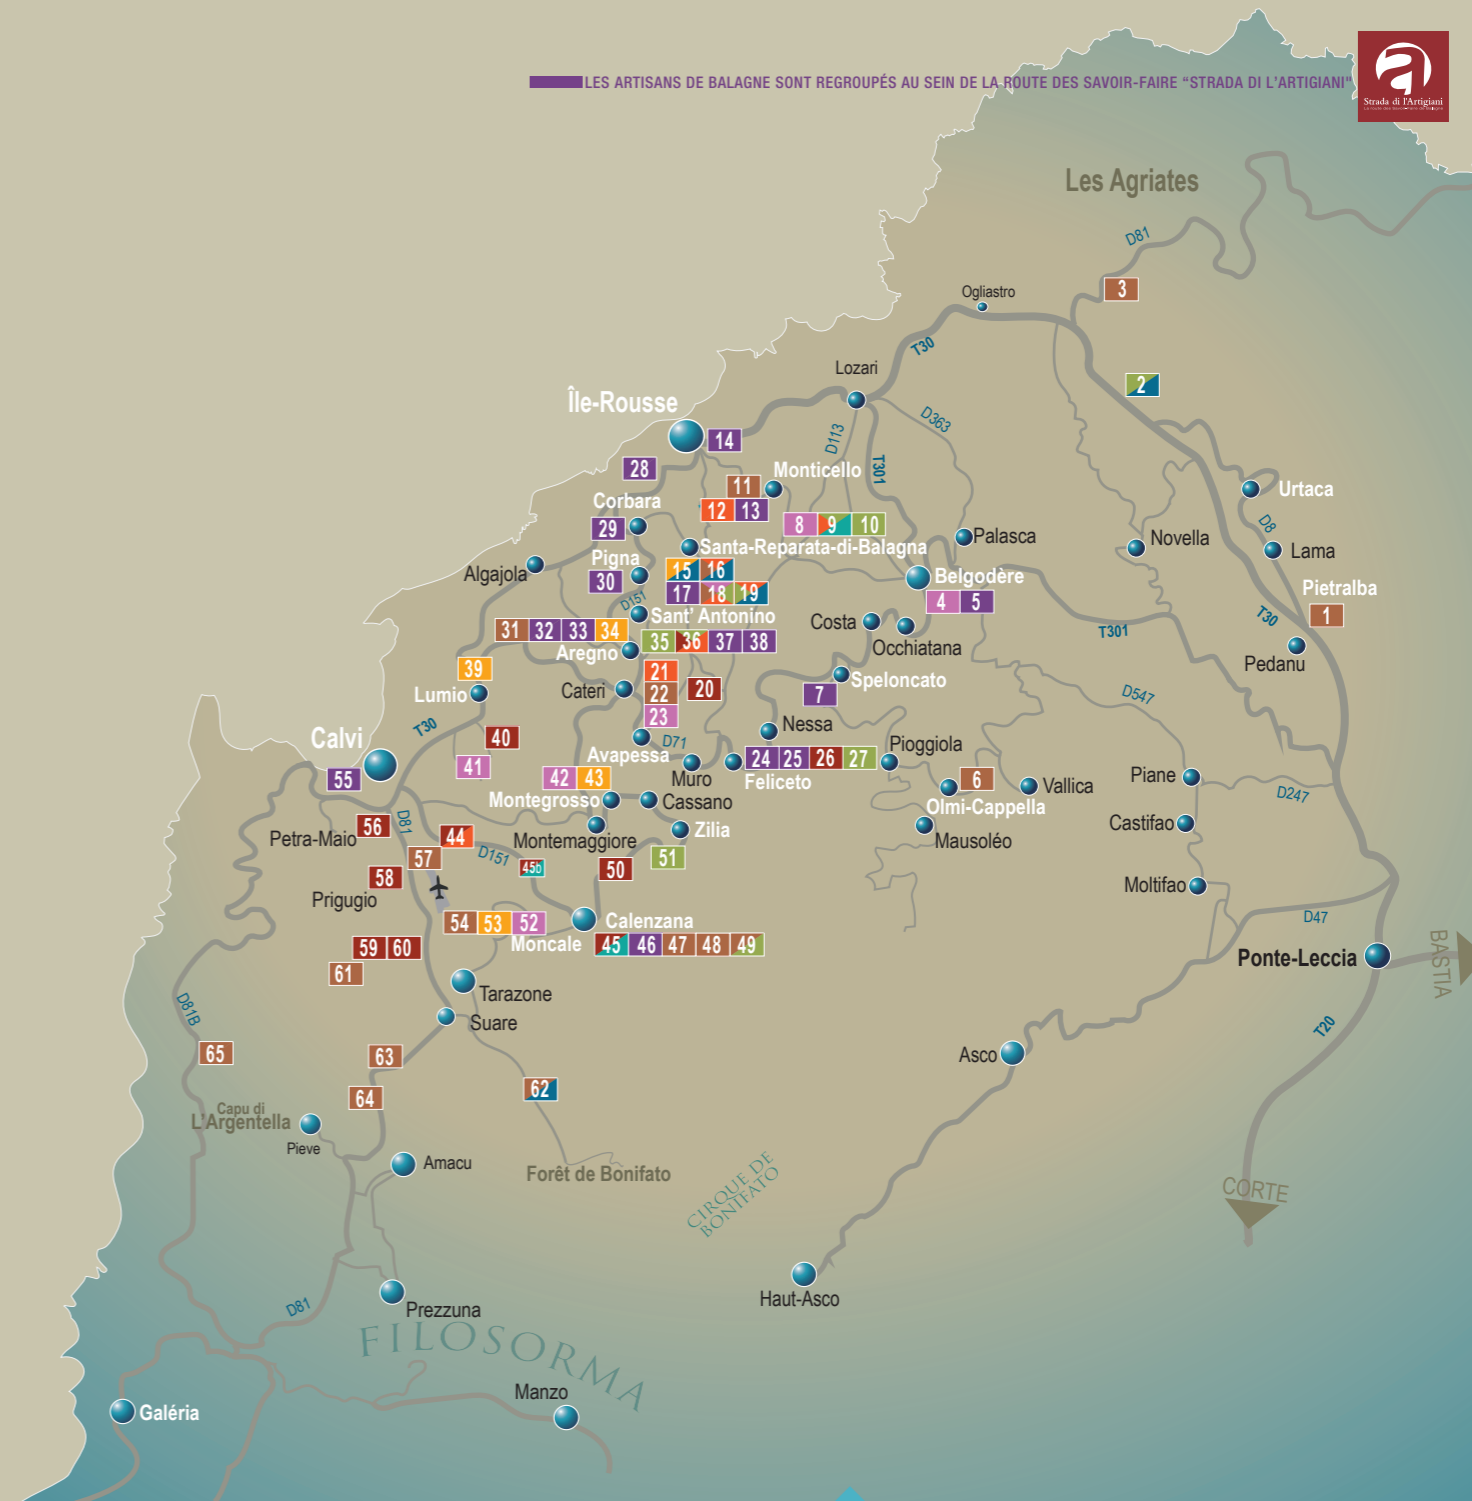 LES ARTISANS DE BALAGNE SONT REGROUPÉS AU SEIN DE LA ROUTE DES SAVOIR-FAIRE “STRADA DI L’ARTIGIANI"
Strada di l'Artigiani
Les Agriates
D81
3
Ogliastro
T30
2
Lozari
Île-Rousse
14
D113
D363
T301
28
Monticello
11
12 13
Corbara
29
8 9 10
Urtaca
D8
Palasca
Novella
Lama
Santa-Reparata-di-Balagna
Pigna
30
15 16
17 18 19
Algajola
D151
Belgodère
4 5
Pietralba
1
T30
Sant' Antonino
Costa
Occhiatana
T301
31 32 33 34
35 36 37 38
Aregno
Pedanu
39
21
22
23
20
Lumio
Cateri
Speloncato
7
D547
T30
Calvi
55
40
41
Nessa
Avapessa
D71
Muro
24 25 26 27
Feliceto
Pioggiola
6
Olmi-Cappella
Vallica
Piane
D247
42 43
Montegrosso
Cassano
Castifao
56
Petra-Maio
D81
44
Montemaggiore
Zilia
Mausoléo
57
D151
45b
50
51
58
Prigugio
Moltifao
54 53 52
Moncale
Calenzana
45 46 47 48 49
D47
59 60
61
Ponte-Leccia
BASTIA
Tarazone
Suare
D81B
T20
65
63
Asco
64
62
Capu di
L'Argentella
Pieve
Amacu
Forêt de Bonifato
CIRQUE DE
BONIFATO
CORTE
Haut-Asco
D81
Prezzuna
FILOSORMA
Manzo
Galéria